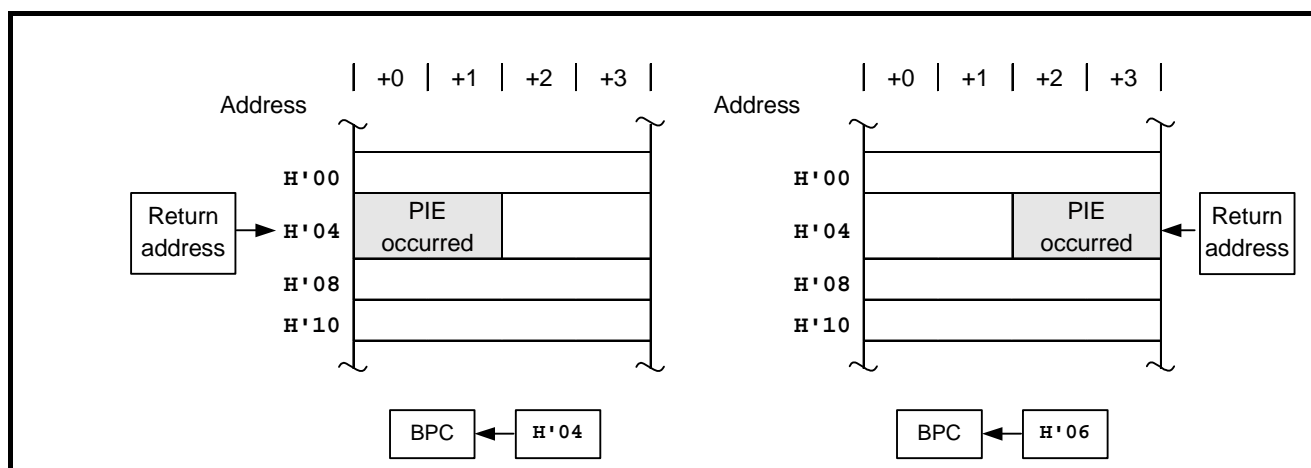 +0 +1 +2 +3
Address
H'00
Return
address
H'04
PIE
occurred
H'08
H'10
BPC
H'04
+0 +1 +2 +3
Address
H'00
H'04
PIE
occurred
Return
address
H'08
H'10
BPC
H'06